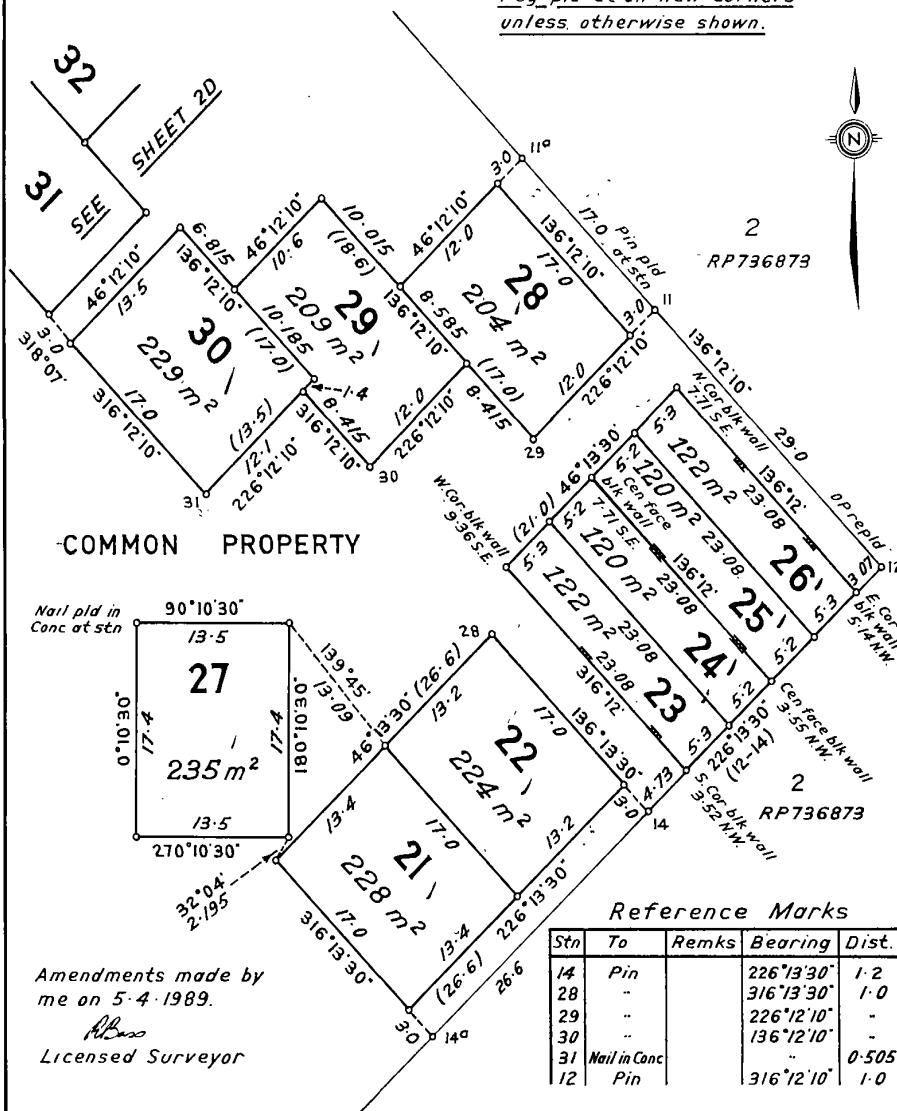 unless otherwise shown.
32
SHEET 2D
31
SEE
N
2
RP736873
11a
3·0
17·0
Pin pld
at stn
11
136°12'10"
29·0
OP repld
12
46°12'10"
12·0
136°12'10"
17·0
28
204 m²
3·0
8·585
(17·0)
8·415
12·0
226°12'10"
29
46°12'10"
10·6
10·015
(18·6)
136°12'10"
29
209 m²
10·185
(17·0)
1·4
8·415
316°12'10"
12·0
226°12'10"
30
6·815
136°12'10"
46°12'10"
13·5
30
229 m²
3·0
318°07'
316°12'10"
17·0
(13·5)
12·1
226°12'10"
31
N. Cor blk wall
7·71 S.E.
136°12'
23·08
5·3
122 m²
26
3·07
E. Cor
blk wall
5·14 N.W.
46°13'30"
(21·0)
5·2
120 m²
23·08
25
5·3
Cen face
blk wall
7·71 S.E.
136°12'
23·08
5·2
120 m²
24
5·2
23·08
Cen face blk wall
3·55 N.W.
W. Cor blk wall
9·36 S.E.
5·3
122 m²
23
23·08
316°12'
5·2
5·3
226°13'30"
(12-14)
4·73
S. Cor blk wall
3·52 N.W.
2
RP736873
COMMON PROPERTY
Nail pld in
Conc at stn
90°10'30"
13·5
27
0°10'30"
17·4
235 m²
17·4
180°10'30"
13·5
270°10'30"
139°45'
13·09
32°04'
2·195
28
46°13'30"
(26·6)
13·2
17·0
136°13'30"
22
224 m²
3·0
14
13·2
13·4
17·0
21
228 m²
316°13'30"
17·0
13·4
226°13'30"
(26·6)
26·6
3·0
14a
Amendments made by
me on 5·4·1989.
RBass
Licensed Surveyor
Reference Marks
Stn To Remks Bearing Dist.
14 Pin 226°13'30" 1·2
28 " 316°13'30" 1·0
29 " 226°12'10" "
30 " 136°12'10" "
31 Nail in Conc " 0·505
12 Pin 316°12'10" 1·0